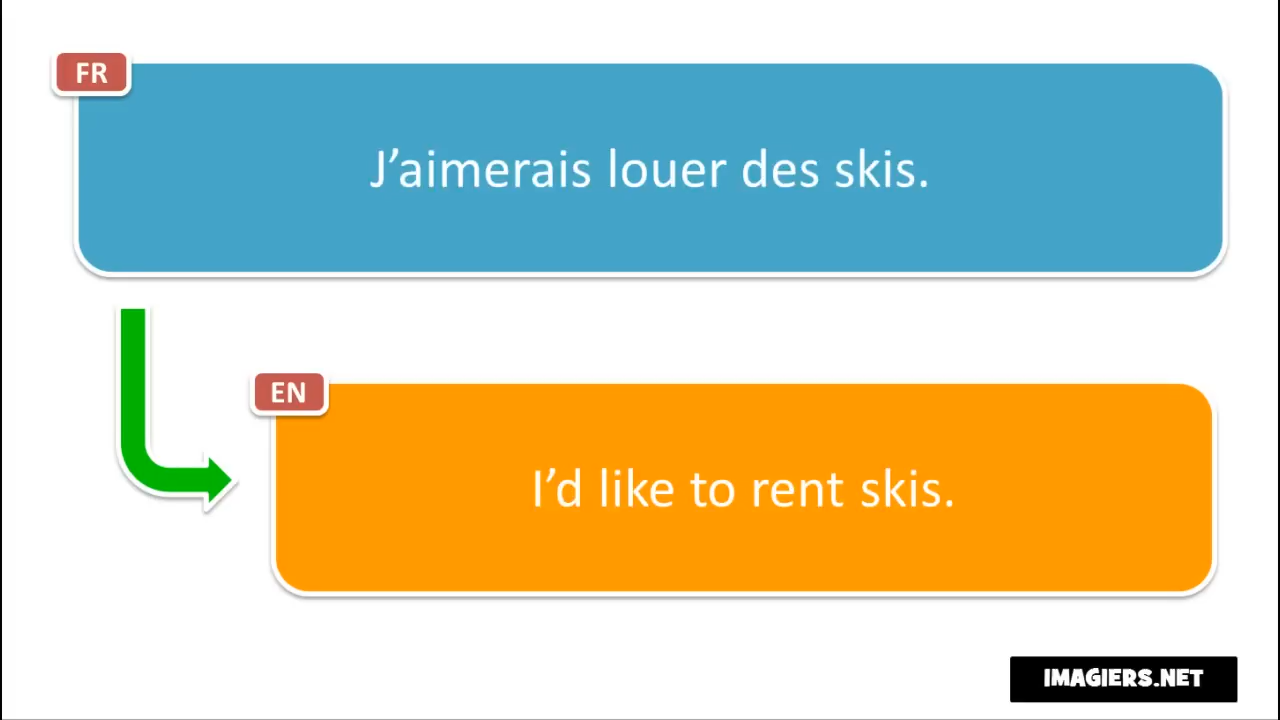 FR
J’aimerais louer des skis.
EN
I’d like to rent skis.
IMAGIERS.NET